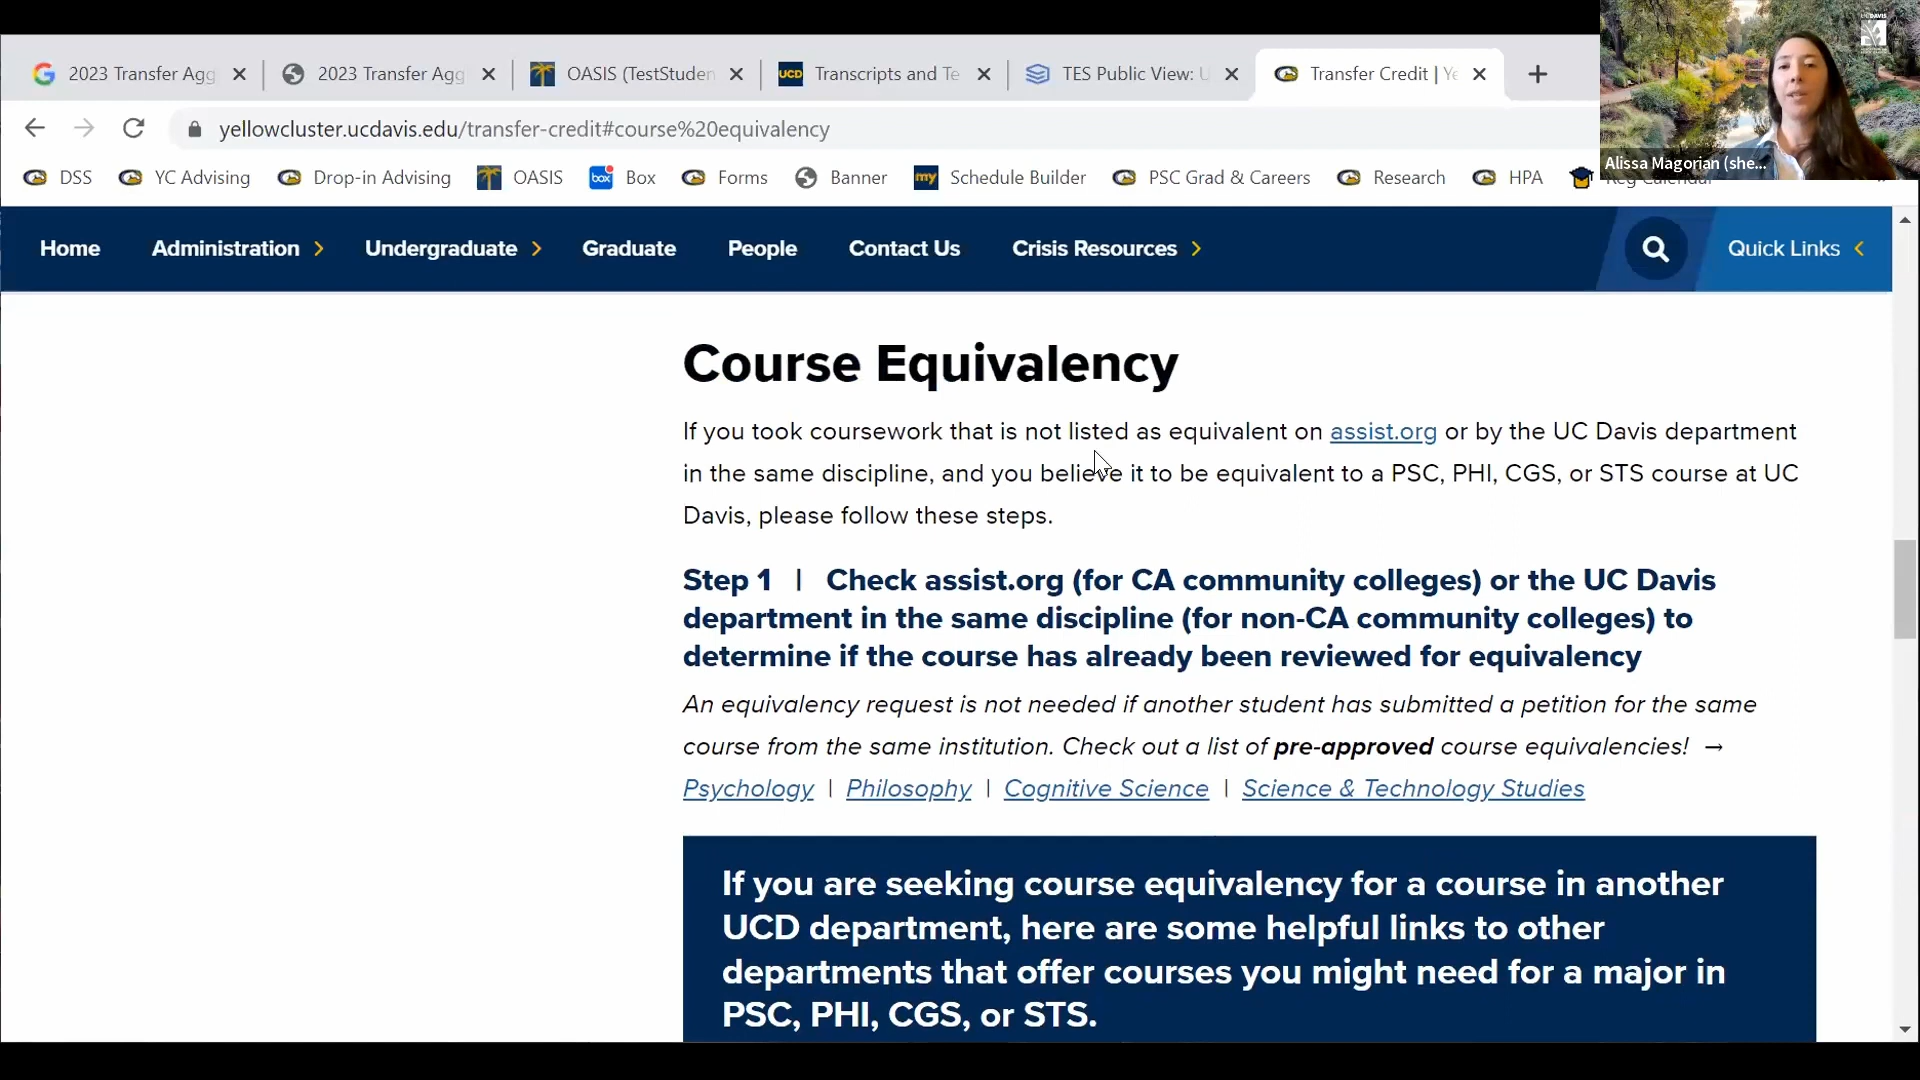 2023 Transfer Agg
2023 Transfer Agg
OASIS (TestStuden
UCD Transcripts and Te
TES Public View: U
Transfer Credit | Ye
yellowcluster.ucdavis.edu/transfer-credit#course%20equivalency
DSS
YC Advising
Drop-in Advising
OASIS
box Box
Forms
Banner
my Schedule Builder
PSC Grad & Careers
Research
HPA
Reg Calendar
UC DAVIS
Alissa Magorian (she...
Home
Administration
Undergraduate
Graduate
People
Contact Us
Crisis Resources
Quick Links
Course Equivalency
If you took coursework that is not listed as equivalent on assist.org or by the UC Davis department
in the same discipline, and you believe it to be equivalent to a PSC, PHI, CGS, or STS course at UC
Davis, please follow these steps.
Step 1 | Check assist.org (for CA community colleges) or the UC Davis
department in the same discipline (for non-CA community colleges) to
determine if the course has already been reviewed for equivalency
An equivalency request is not needed if another student has submitted a petition for the same
course from the same institution. Check out a list of pre-approved course equivalencies! →
Psychology | Philosophy | Cognitive Science | Science & Technology Studies
If you are seeking course equivalency for a course in another
UCD department, here are some helpful links to other
departments that offer courses you might need for a major in
PSC, PHI, CGS, or STS.